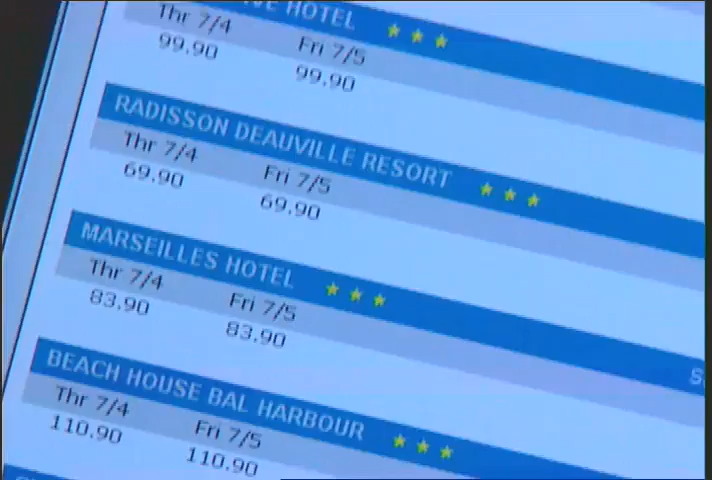 HOTEL
Thr 7/4 Fri 7/5
99.90 99.90
RADISSON DEAUVILLE RESORT
Thr 7/4 Fri 7/5
69.90 69.90
MARSEILLES HOTEL
Thr 7/4 Fri 7/5
83.90 83.90
BEACH HOUSE BAL HARBOUR
Thr 7/4 Fri 7/5
110.90 110.90